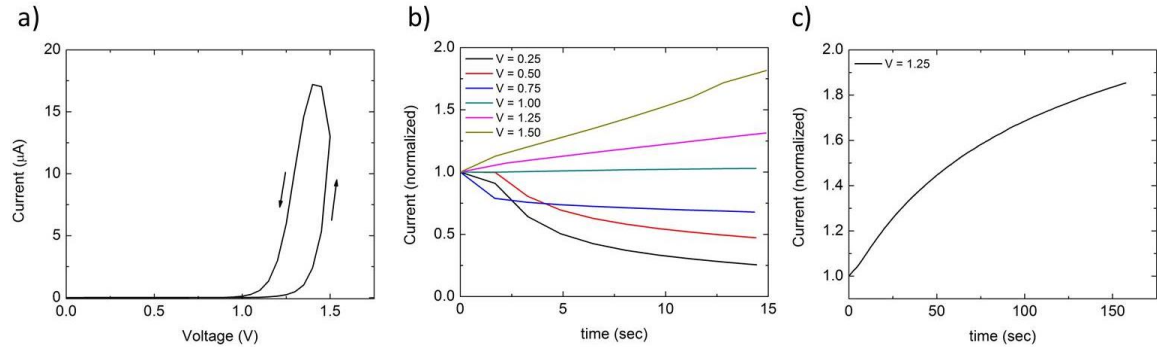 a)
20
15
10
5
0
Current (μA)
0.0 0.5 1.0 1.5
Voltage (V)
b)
2.0
1.5
1.0
0.5
0.0
Current (normalized)
V = 0.25
V = 0.50
V = 0.75
V = 1.00
V = 1.25
V = 1.50
0 5 10 15
time (sec)
c)
2.0
1.8
1.6
1.4
1.2
1.0
Current (normalized)
V = 1.25
0 50 100 150
time (sec)